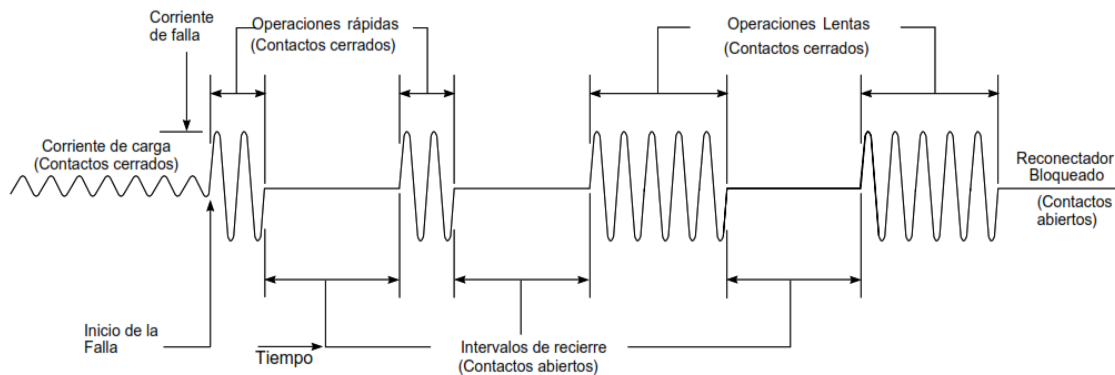 Corriente
de falla
Operaciones rápidas
(Contactos cerrados)
Operaciones Lentas
(Contactos cerrados)
Corriente de carga
(Contactos cerrados)
Reconectador
Bloqueado
(Contactos
abiertos)
Inicio de la
Falla
Tiempo
Intervalos de recierre
(Contactos abiertos)